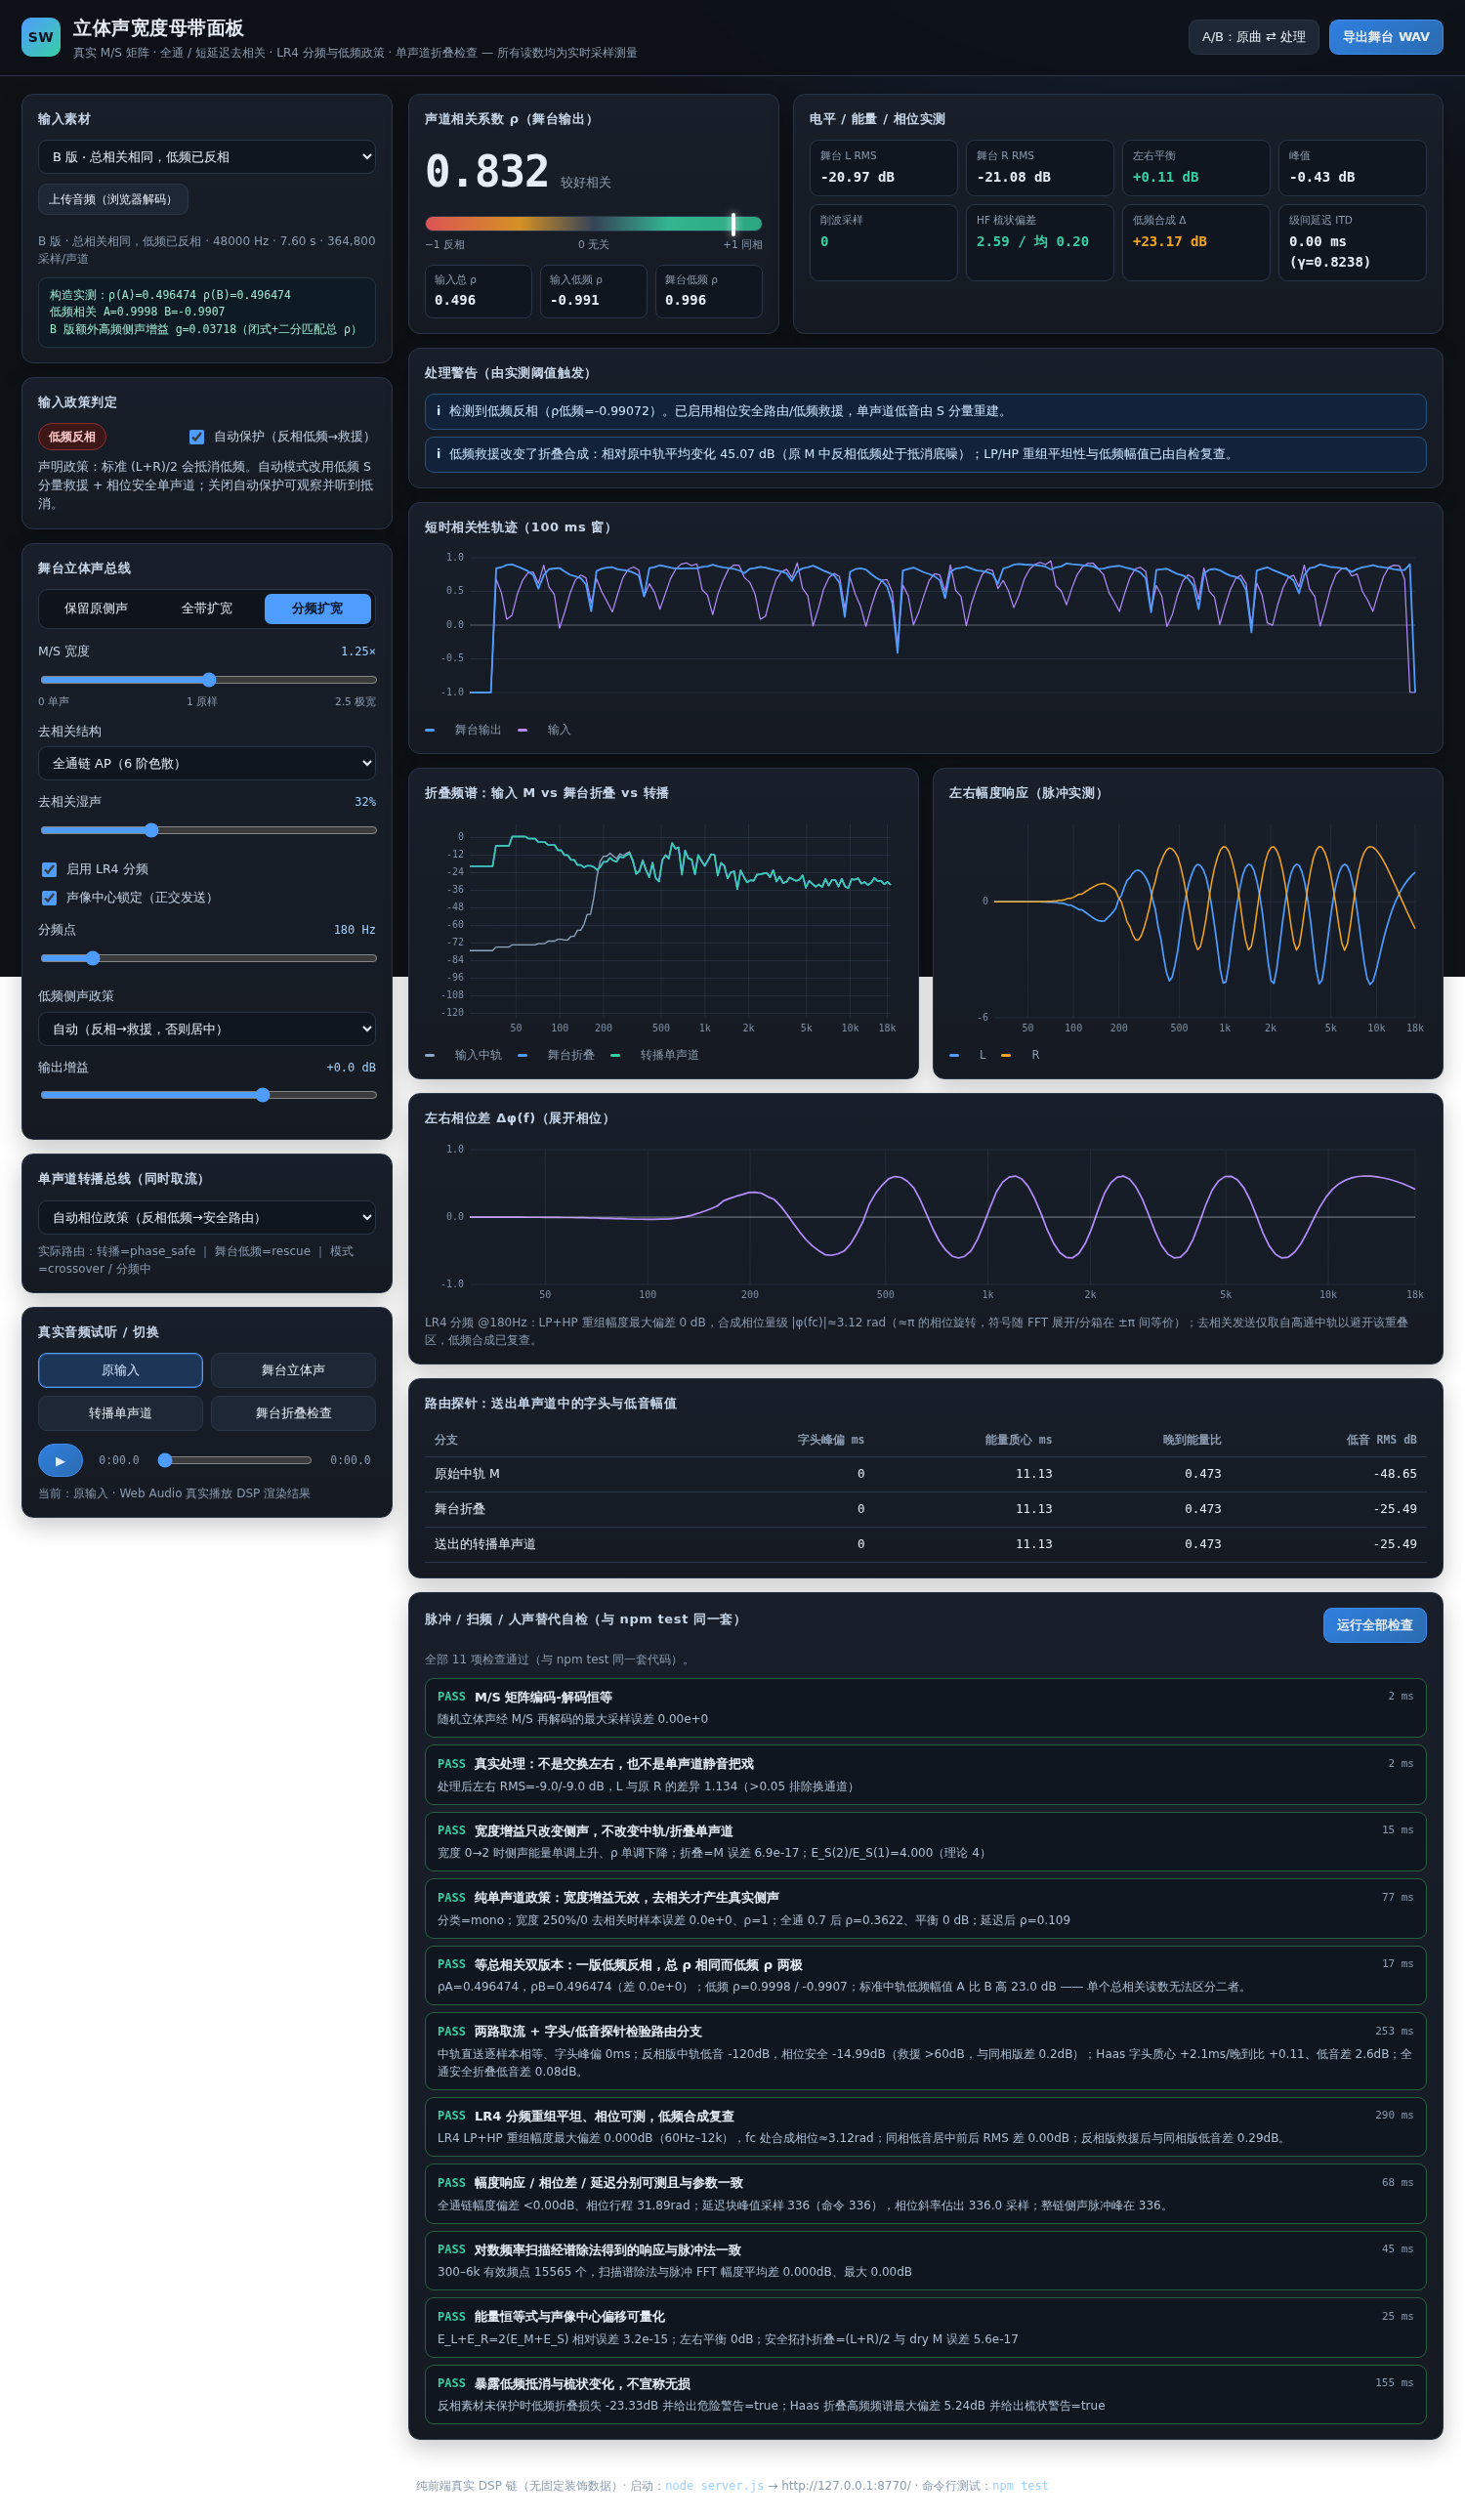 SW
立体声宽度母带面板
真实 M/S 矩阵 · 全通 / 短延迟去相关 · LR4 分频与低频政策 · 单声道折叠检查 — 所有读数均为实时采样测量
A/B：原曲 ⇄ 处理
导出舞台 WAV
输入素材
B 版 · 总相关相同，低频已反相
上传音频（浏览器解码）
B 版 · 总相关相同，低频已反相 · 48000 Hz · 7.60 s · 364,800
采样/声道
构造实测：ρ(A)=0.496474 ρ(B)=0.496474
低频相关 A=0.9998 B=-0.9907
B 版额外高频侧声增益 g=0.03718（闭式+二分匹配总 ρ）
输入政策判定
低频反相
自动保护（反相低频→救援）
声明政策：标准 (L+R)/2 会抵消低频。自动模式改用低频 S
分量救援 + 相位安全单声道；关闭自动保护可观察并听到抵
消。
舞台立体声总线
保留原侧声
全带扩宽
分频扩宽
M/S 宽度
1.25×
0 单声
1 原样
2.5 极宽
去相关结构
全通链 AP（6 阶色散）
去相关湿声
32%
启用 LR4 分频
声像中心锁定（正交发送）
分频点
180 Hz
低频侧声政策
自动（反相→救援，否则居中）
输出增益
+0.0 dB
单声道转播总线（同时取流）
自动相位政策（反相低频→安全路由）
实际路由：转播=phase_safe ｜ 舞台低频=rescue ｜ 模式
=crossover / 分频中
真实音频试听 / 切换
原输入
舞台立体声
转播单声道
舞台折叠检查
▶
0:00.0
0:00.0
当前：原输入 · Web Audio 真实播放 DSP 渲染结果
声道相关系数 ρ（舞台输出）
0.832
较好相关
−1 反相
0 无关
+1 同相
输入总 ρ
0.496
输入低频 ρ
-0.991
舞台低频 ρ
0.996
电平 / 能量 / 相位实测
舞台 L RMS
-20.97 dB
舞台 R RMS
-21.08 dB
左右平衡
+0.11 dB
峰值
-0.43 dB
削波采样
0
HF 梳状偏差
2.59 / 均 0.20
低频合成 Δ
+23.17 dB
级间延迟 ITD
0.00 ms
(γ=0.8238)
处理警告（由实测阈值触发）
i 检测到低频反相（ρ低频=-0.99072）。已启用相位安全路由/低频救援，单声道低音由 S 分量重建。
i 低频救援改变了折叠合成：相对原中轨平均变化 45.07 dB（原 M 中反相低频处于抵消底噪）；LP/HP 重组平坦性与低频幅值已由自检复查。
短时相关性轨迹（100 ms 窗）
1.0
0.5
0.0
-0.5
-1.0
舞台输出
输入
折叠频谱：输入 M vs 舞台折叠 vs 转播
0
-12
-24
-36
-48
-60
-72
-84
-96
-108
-120
50 100 200 500 1k 2k 5k 10k 18k
输入中轨
舞台折叠
转播单声道
左右幅度响应（脉冲实测）
0
-6
50 100 200 500 1k 2k 5k 10k 18k
L
R
左右相位差 Δφ(f)（展开相位）
1.0
0.0
-1.0
50 100 200 500 1k 2k 5k 10k 18k
LR4 分频 @180Hz：LP+HP 重组幅度最大偏差 0 dB，合成相位量级 |φ(fc)|≈3.12 rad（≈π 的相位旋转，符号随 FFT 展开/分箱在 ±π 间等价）；去相关发送仅取自高通中轨以避开该重叠
区，低频合成已复查。
路由探针：送出单声道中的字头与低音幅值
分支 字头峰偏 ms 能量质心 ms 晚到能量比 低音 RMS dB
原始中轨 M 0 11.13 0.473 -48.65
舞台折叠 0 11.13 0.473 -25.49
送出的转播单声道 0 11.13 0.473 -25.49
脉冲 / 扫频 / 人声替代自检（与 npm test 同一套）
运行全部检查
全部 11 项检查通过（与 npm test 同一套代码）。
PASS M/S 矩阵编码-解码恒等 2 ms
随机立体声经 M/S 再解码的最大采样误差 0.00e+0
PASS 真实处理：不是交换左右，也不是单声道静音把戏 2 ms
处理后左右 RMS=-9.0/-9.0 dB，L 与原 R 的差异 1.134（>0.05 排除换通道）
PASS 宽度增益只改变侧声，不改变中轨/折叠单声道 15 ms
宽度 0→2 时侧声能量单调上升、ρ 单调下降；折叠=M 误差 6.9e-17；E_S(2)/E_S(1)=4.000（理论 4）
PASS 纯单声道政策：宽度增益无效，去相关才产生真实侧声 77 ms
分类=mono；宽度 250%/0 去相关时样本误差 0.0e+0、ρ=1；全通 0.7 后 ρ=0.3622、平衡 0 dB；延迟后 ρ=0.109
PASS 等总相关双版本：一版低频反相，总 ρ 相同而低频 ρ 两极 17 ms
ρA=0.496474，ρB=0.496474（差 0.0e+0）；低频 ρ=0.9998 / -0.9907；标准中轨低频幅值 A 比 B 高 23.0 dB —— 单个总相关读数无法区分二者。
PASS 两路取流 + 字头/低音探针检验路由分支 253 ms
中轨直送逐样本相等、字头峰偏 0ms；反相版中轨低音 -120dB，相位安全 -14.99dB（救援 >60dB，与同相版差 0.2dB）；Haas 字头质心 +2.1ms/晚到比 +0.11、低音差 2.6dB；全
通安全折叠低音差 0.08dB。
PASS LR4 分频重组平坦、相位可测，低频合成复查 290 ms
LR4 LP+HP 重组幅度最大偏差 0.000dB（60Hz–12k），fc 处合成相位≈3.12rad；同相低音居中前后 RMS 差 0.00dB；反相版救援后与同相版低音差 0.29dB。
PASS 幅度响应 / 相位差 / 延迟分别可测且与参数一致 68 ms
全通链幅度偏差 <0.00dB、相位行程 31.89rad；延迟块峰值采样 336（命令 336），相位斜率估出 336.0 采样；整链侧声脉冲峰在 336。
PASS 对数频率扫描经谱除法得到的响应与脉冲法一致 45 ms
300–6k 有效频点 15565 个，扫描谱除法与脉冲 FFT 幅度平均差 0.000dB、最大 0.00dB
PASS 能量恒等式与声像中心偏移可量化 25 ms
E_L+E_R=2(E_M+E_S) 相对误差 3.2e-15；左右平衡 0dB；安全拓扑折叠=(L+R)/2 与 dry M 误差 5.6e-17
PASS 暴露低频抵消与梳状变化，不宣称无损 155 ms
反相素材未保护时低频折叠损失 -23.33dB 并给出危险警告=true；Haas 折叠高频频谱最大偏差 5.24dB 并给出梳状警告=true
纯前端真实 DSP 链（无固定装饰数据）· 启动：node server.js → http://127.0.0.1:8770/ · 命令行测试：npm test